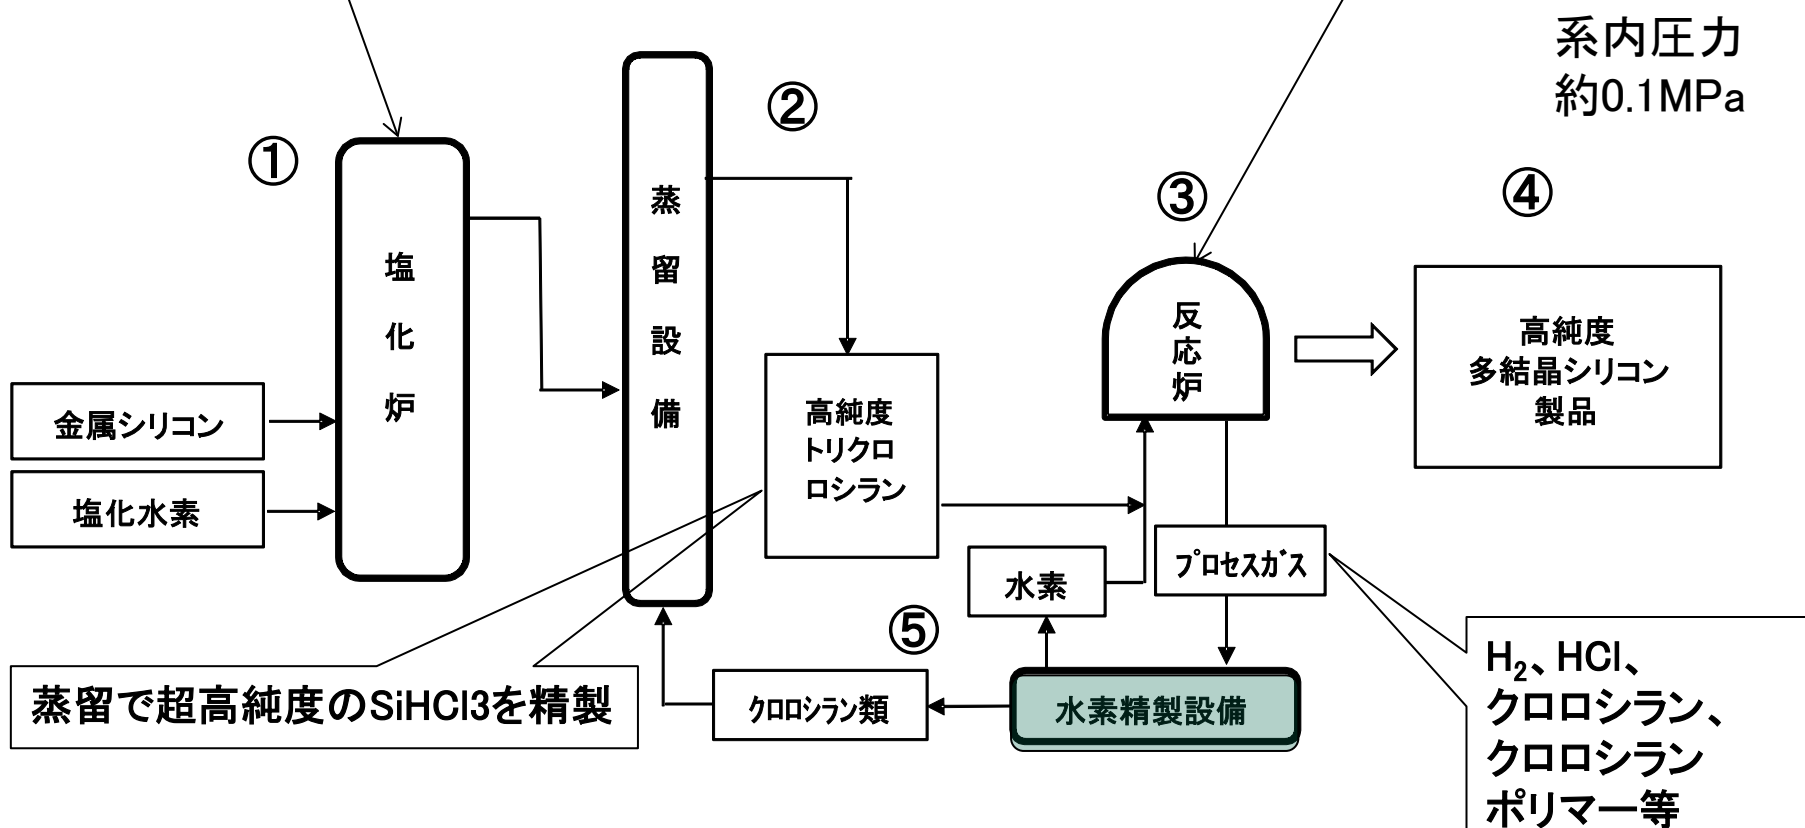 系内圧力
約0.1MPa
①
②
③
④
塩化炉
蒸留設備
反応炉
高純度
多結晶シリコン
製品
金属シリコン
塩化水素
高純度
トリクロ
ロシラン
水素
プロセスガス
⑤
蒸留で超高純度のSiHCl3を精製
クロロシラン類
水素精製設備
H₂、HCl、
クロロシラン、
クロロシラン
ポリマー等